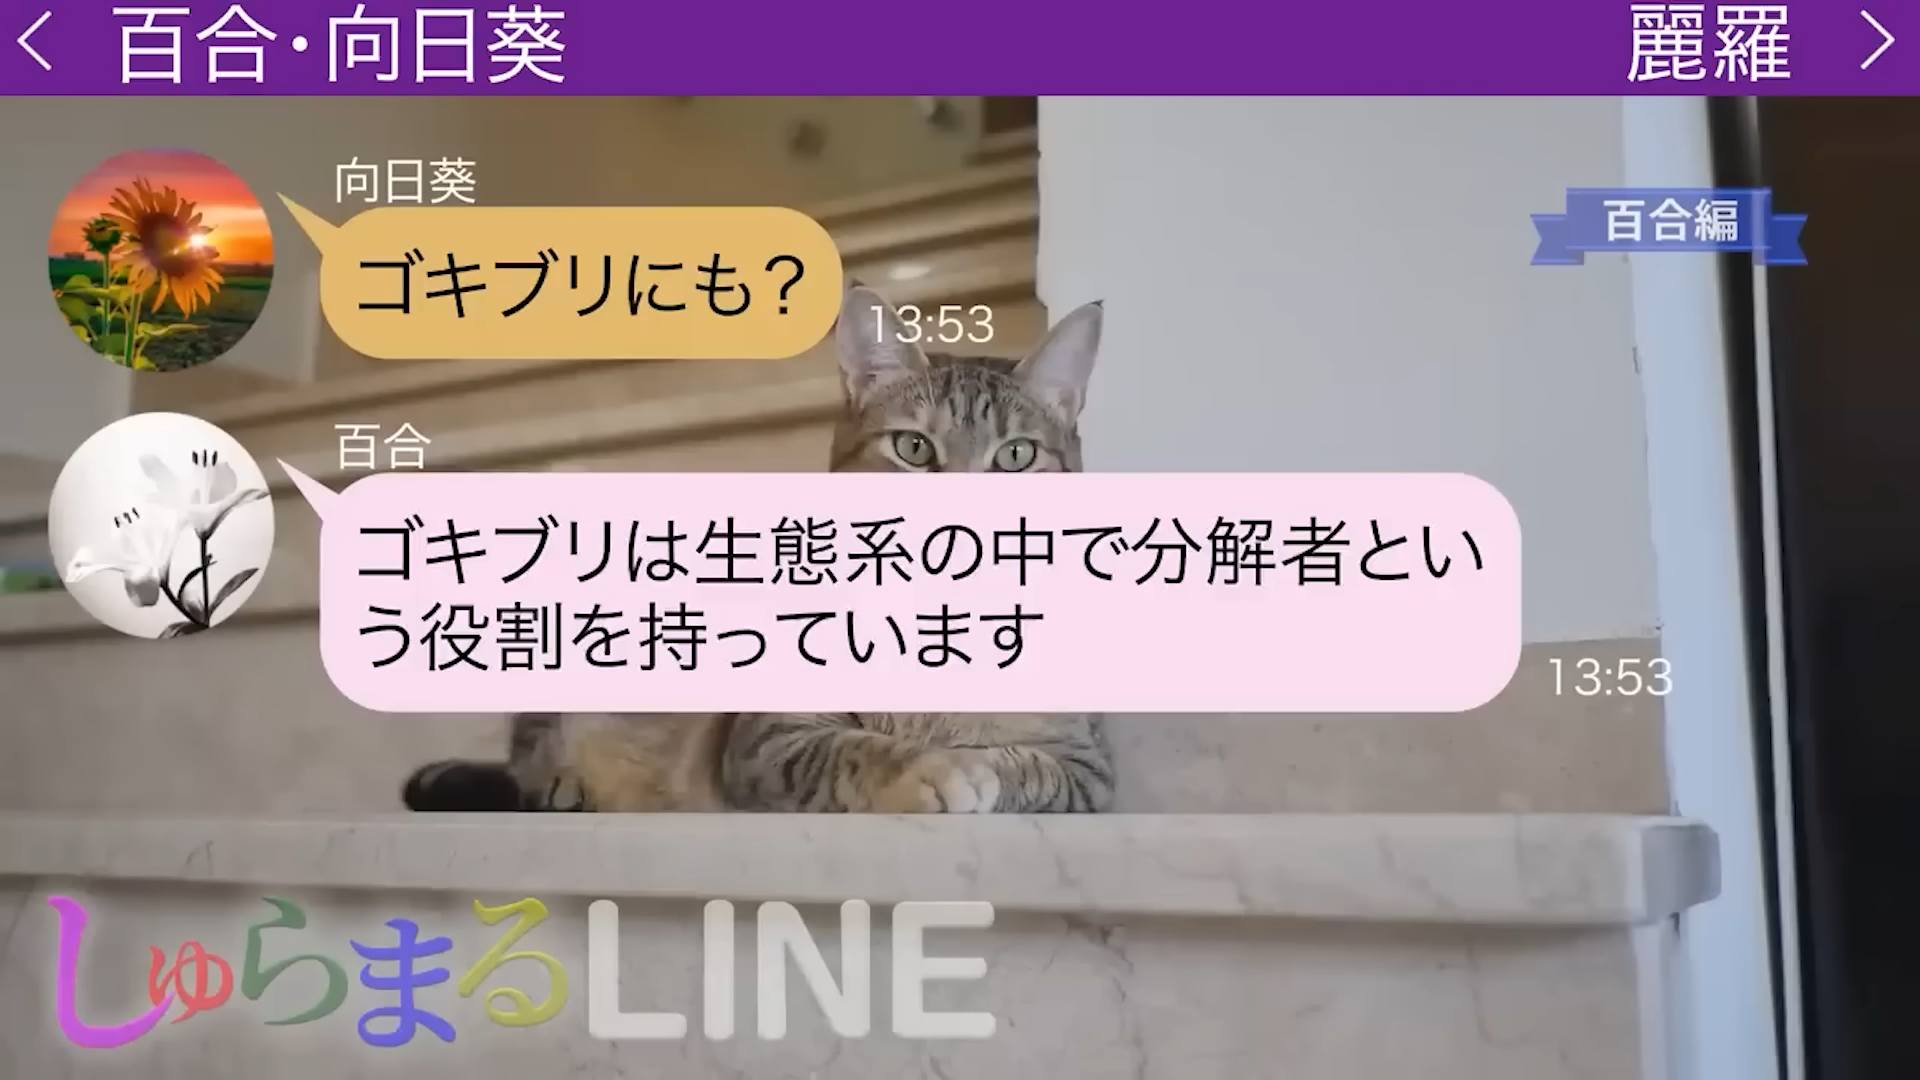 百合・向日葵
麗羅
向日葵
百合編
ゴキブリにも？
13:53
百合
ゴキブリは生態系の中で分解者とい
う役割を持っています
13:53
しゅらまるLINE